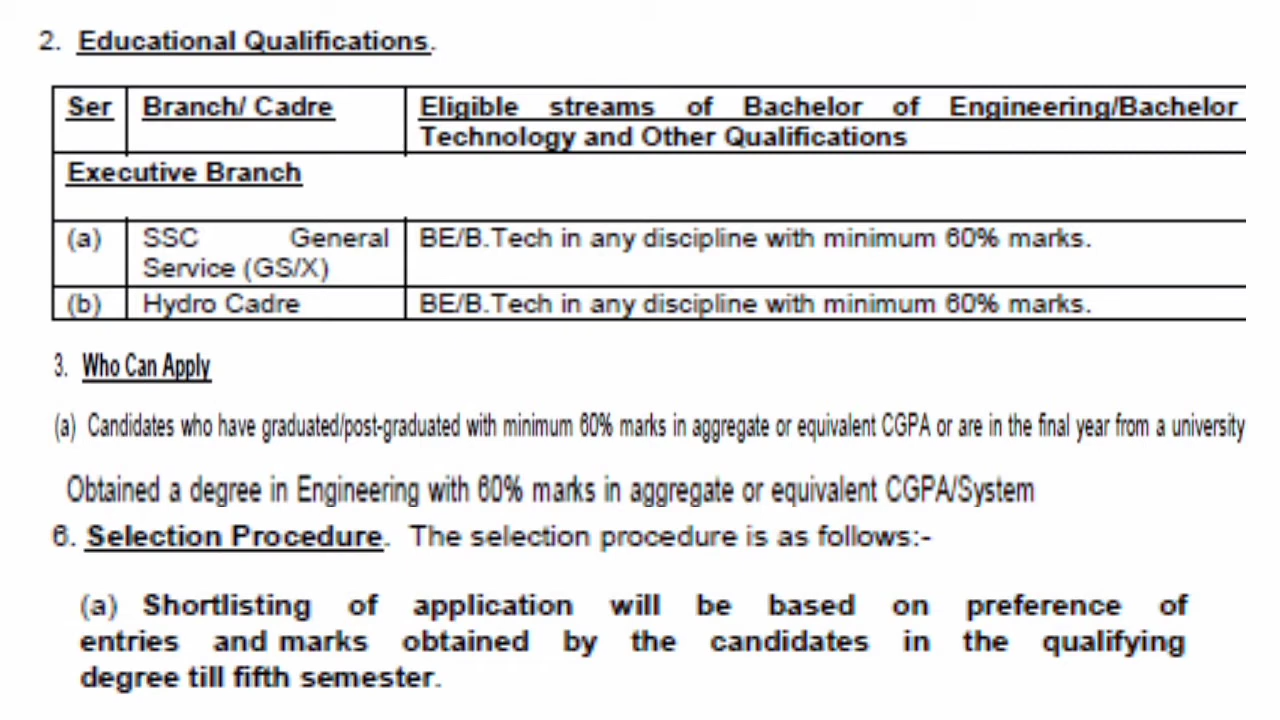 2. Educational Qualifications.
Ser Branch/ Cadre Eligible streams of Bachelor of Engineering/Bachelor
Technology and Other Qualifications
Executive Branch
(a) SSC General BE/B.Tech in any discipline with minimum 60% marks.
Service (GS/X)
(b) Hydro Cadre BE/B.Tech in any discipline with minimum 60% marks.
3. Who Can Apply
(a) Candidates who have graduated/post-graduated with minimum 60% marks in aggregate or equivalent CGPA or are in the final year from a university
Obtained a degree in Engineering with 60% marks in aggregate or equivalent CGPA/System
6. Selection Procedure. The selection procedure is as follows:-
(a) Shortlisting of application will be based on preference of
entries and marks obtained by the candidates in the qualifying
degree till fifth semester.